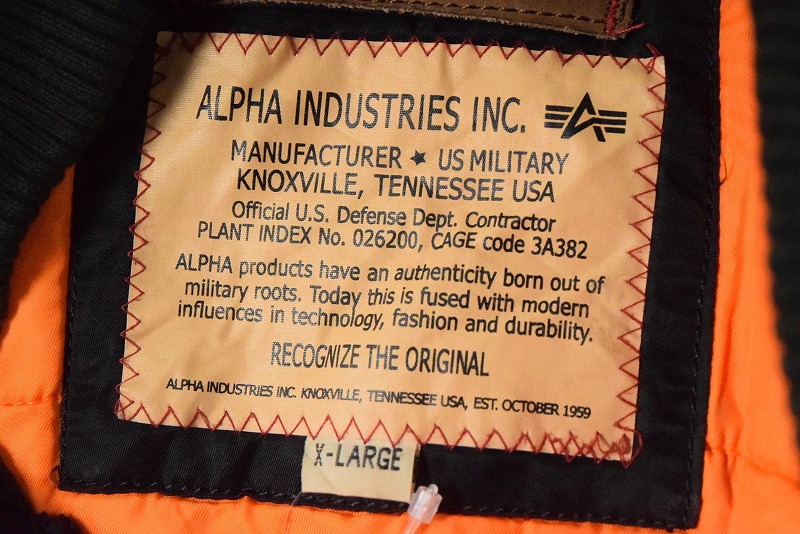 ALPHA INDUSTRIES INC.
MANUFACTURER ★ US MILITARY
KNOXVILLE, TENNESSEE USA
Official U.S. Defense Dept. Contractor
PLANT INDEX No. 026200, CAGE code 3A382
ALPHA products have an authenticity born out of
military roots. Today this is fused with modern
influences in technology, fashion and durability.
RECOGNIZE THE ORIGINAL
ALPHA INDUSTRIES INC. KNOXVILLE, TENNESSEE USA, EST. OCTOBER 1959
X-LARGE